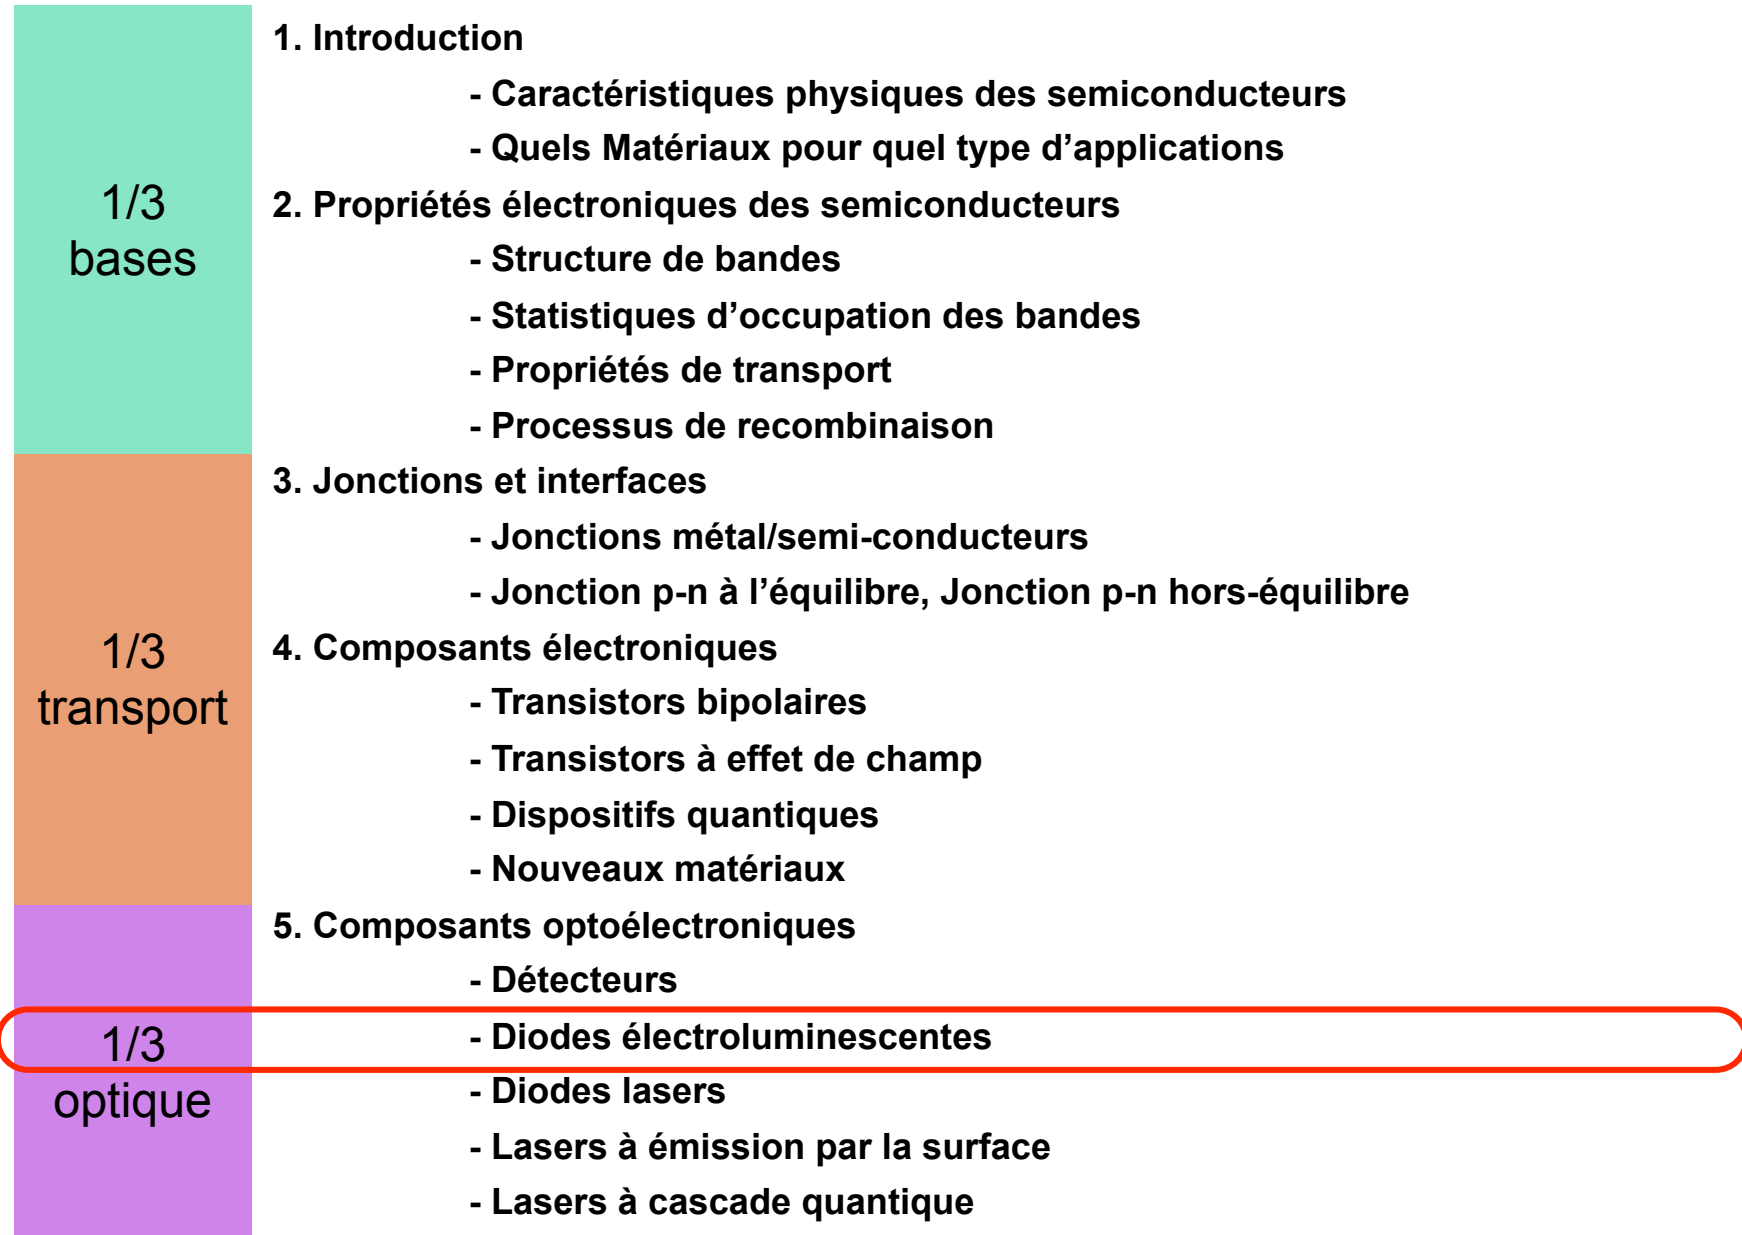 1/3
bases
1. Introduction
- Caractéristiques physiques des semiconducteurs
- Quels Matériaux pour quel type d’applications
2. Propriétés électroniques des semiconducteurs
- Structure de bandes
- Statistiques d’occupation des bandes
- Propriétés de transport
- Processus de recombinaison
1/3
transport
3. Jonctions et interfaces
- Jonctions métal/semi-conducteurs
- Jonction p-n à l’équilibre, Jonction p-n hors-équilibre
4. Composants électroniques
- Transistors bipolaires
- Transistors à effet de champ
- Dispositifs quantiques
- Nouveaux matériaux
1/3
optique
5. Composants optoélectroniques
- Détecteurs
- Diodes électroluminescentes
- Diodes lasers
- Lasers à émission par la surface
- Lasers à cascade quantique